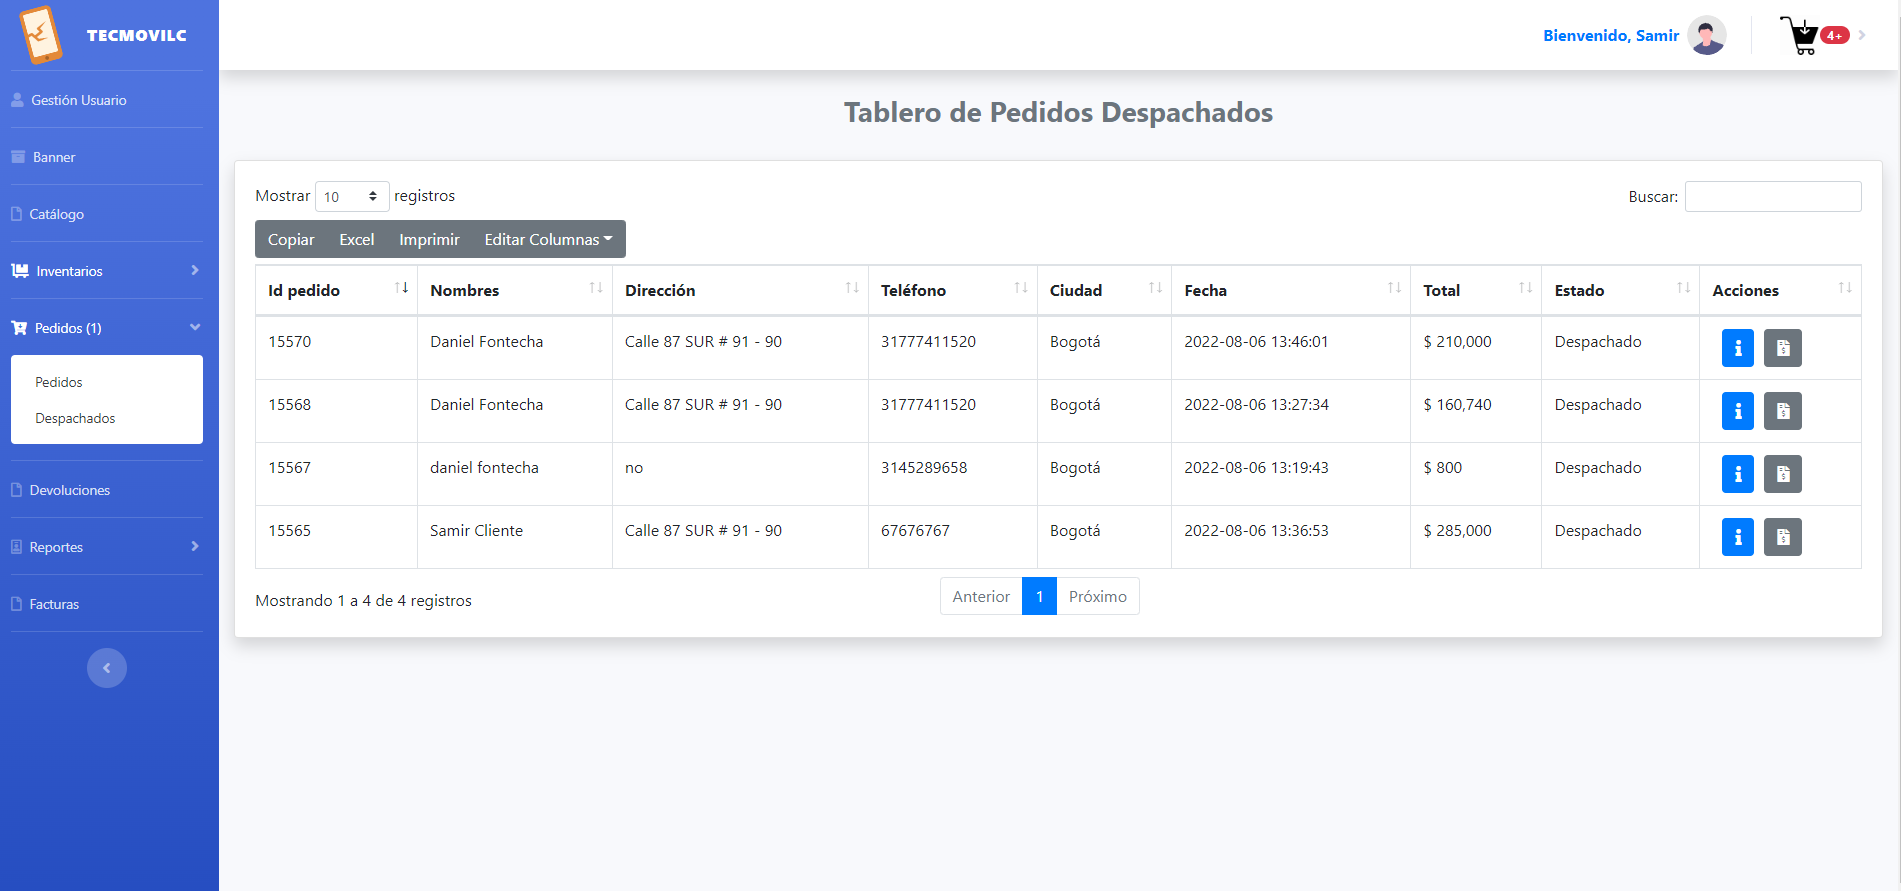 TECMOVILC
Gestión Usuario
Banner
Catálogo
Inventarios
Pedidos (1)
Pedidos
Despachados
Devoluciones
Reportes
Facturas
Bienvenido, Samir
4+
Tablero de Pedidos Despachados
Mostrar 10 registros
Buscar:
Copiar Excel Imprimir Editar Columnas
Id pedido Nombres Dirección Teléfono Ciudad Fecha Total Estado Acciones
15570 Daniel Fontecha Calle 87 SUR # 91 - 90 31777411520 Bogotá 2022-08-06 13:46:01 $ 210,000 Despachado
15568 Daniel Fontecha Calle 87 SUR # 91 - 90 31777411520 Bogotá 2022-08-06 13:27:34 $ 160,740 Despachado
15567 daniel fontecha no 3145289658 Bogotá 2022-08-06 13:19:43 $ 800 Despachado
15565 Samir Cliente Calle 87 SUR # 91 - 90 67676767 Bogotá 2022-08-06 13:36:53 $ 285,000 Despachado
Mostrando 1 a 4 de 4 registros
Anterior 1 Próximo